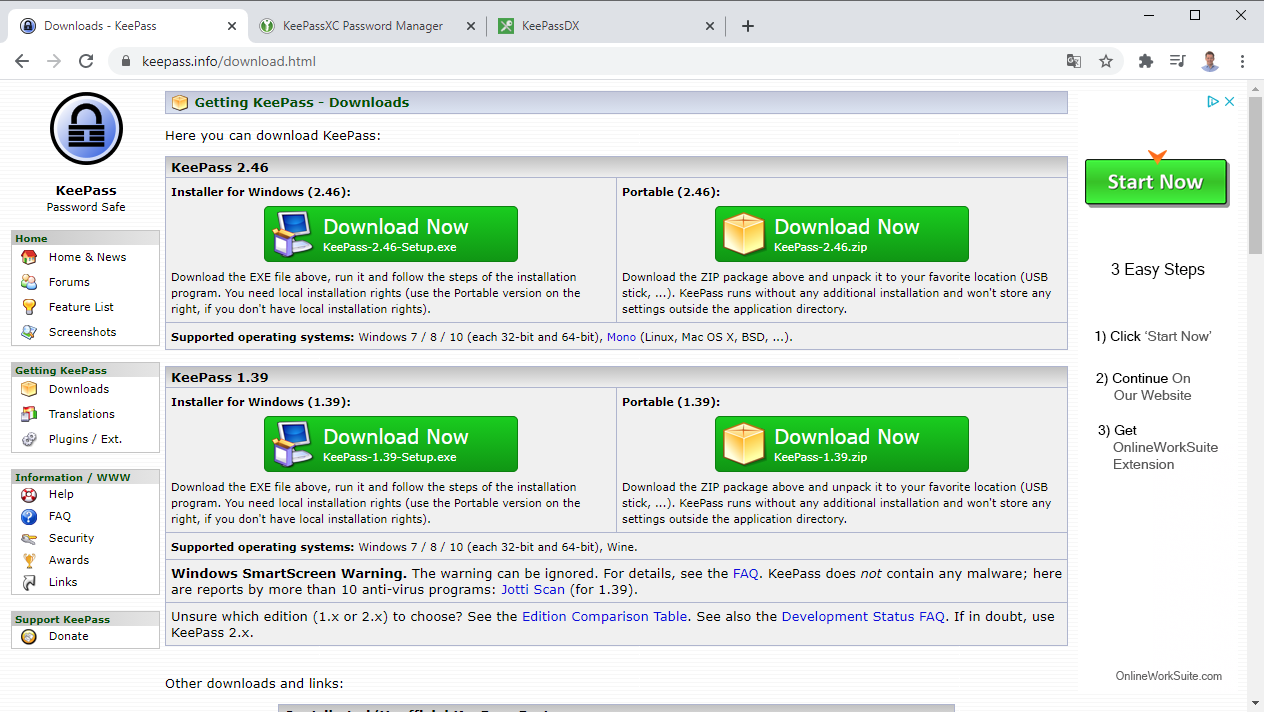 Downloads - KeePass
KeePassXC Password Manager
KeePassDX
keepass.info/download.html
KeePass
Password Safe
Home
Home & News
Forums
Feature List
Screenshots
Getting KeePass
Downloads
Translations
Plugins / Ext.
Information / WWW
Help
FAQ
Security
Awards
Links
Support KeePass
Donate
Getting KeePass - Downloads
Here you can download KeePass:
KeePass 2.46
Installer for Windows (2.46):
Download Now
KeePass-2.46-Setup.exe
Download the EXE file above, run it and follow the steps of the installation
program. You need local installation rights (use the Portable version on the
right, if you don't have local installation rights).
Portable (2.46):
Download Now
KeePass-2.46.zip
Download the ZIP package above and unpack it to your favorite location (USB
stick, ...). KeePass runs without any additional installation and won't store any
settings outside the application directory.
Supported operating systems: Windows 7 / 8 / 10 (each 32-bit and 64-bit), Mono (Linux, Mac OS X, BSD, ...).
KeePass 1.39
Installer for Windows (1.39):
Download Now
KeePass-1.39-Setup.exe
Download the EXE file above, run it and follow the steps of the installation
program. You need local installation rights (use the Portable version on the
right, if you don't have local installation rights).
Portable (1.39):
Download Now
KeePass-1.39.zip
Download the ZIP package above and unpack it to your favorite location (USB
stick, ...). KeePass runs without any additional installation and won't store any
settings outside the application directory.
Supported operating systems: Windows 7 / 8 / 10 (each 32-bit and 64-bit), Wine.
Windows SmartScreen Warning. The warning can be ignored. For details, see the FAQ. KeePass does not contain any malware; here
are reports by more than 10 anti-virus programs: Jotti Scan (for 1.39).
Unsure which edition (1.x or 2.x) to choose? See the Edition Comparison Table. See also the Development Status FAQ. If in doubt, use
KeePass 2.x.
Other downloads and links:
Start Now
3 Easy Steps
1) Click 'Start Now'
2) Continue On
Our Website
3) Get
OnlineWorkSuite
Extension
OnlineWorkSuite.com